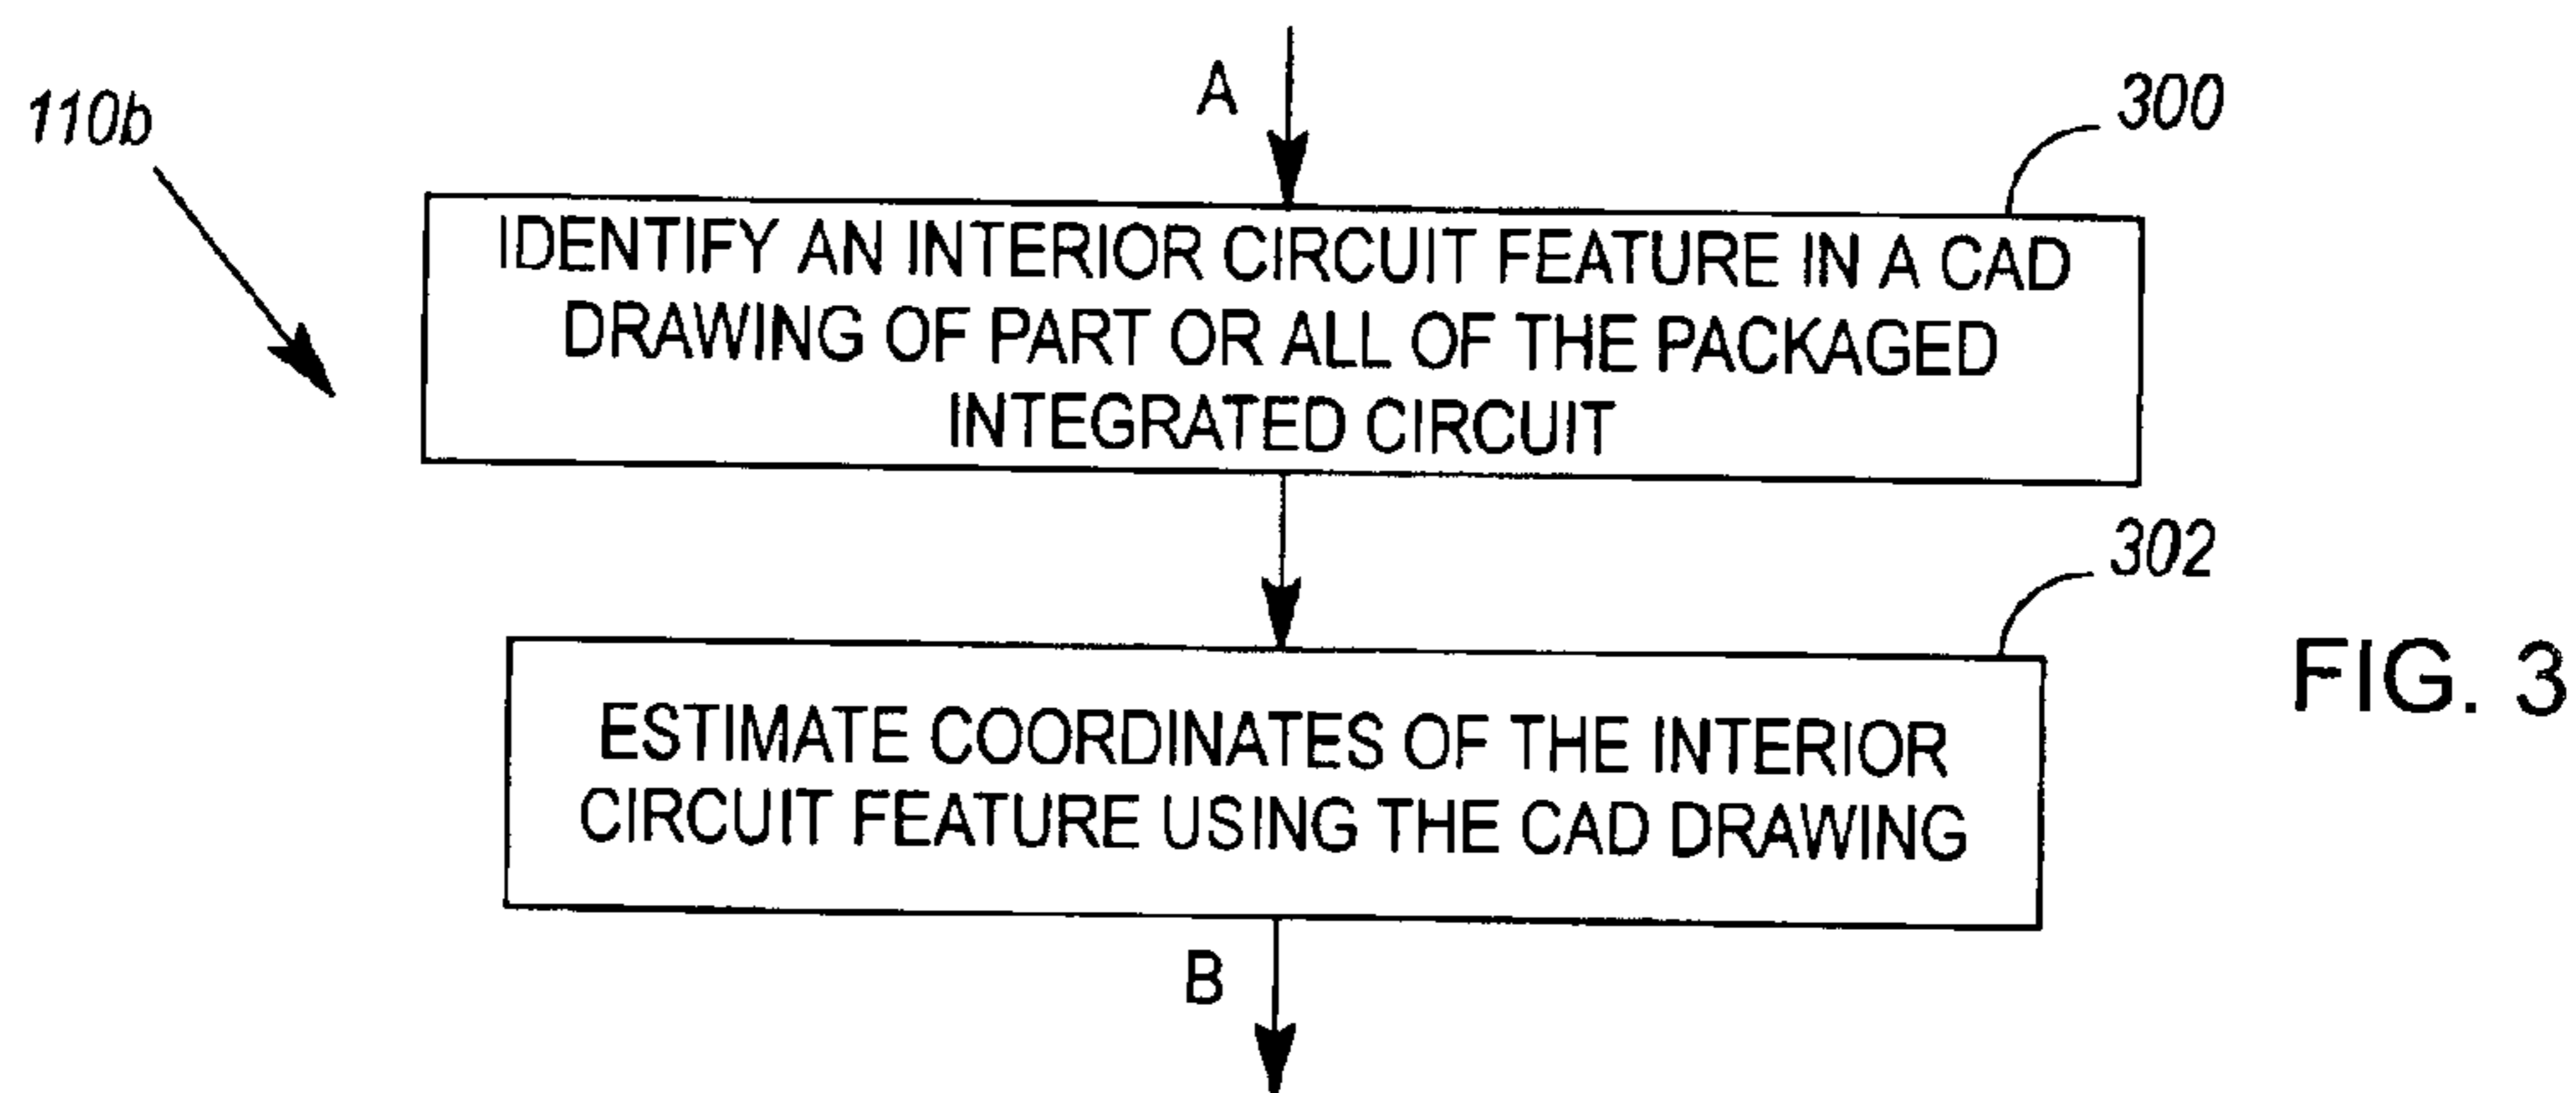 A
300
110b
IDENTIFY AN INTERIOR CIRCUIT FEATURE IN A CAD
DRAWING OF PART OR ALL OF THE PACKAGED
INTEGRATED CIRCUIT
302
ESTIMATE COORDINATES OF THE INTERIOR
CIRCUIT FEATURE USING THE CAD DRAWING
FIG. 3
B